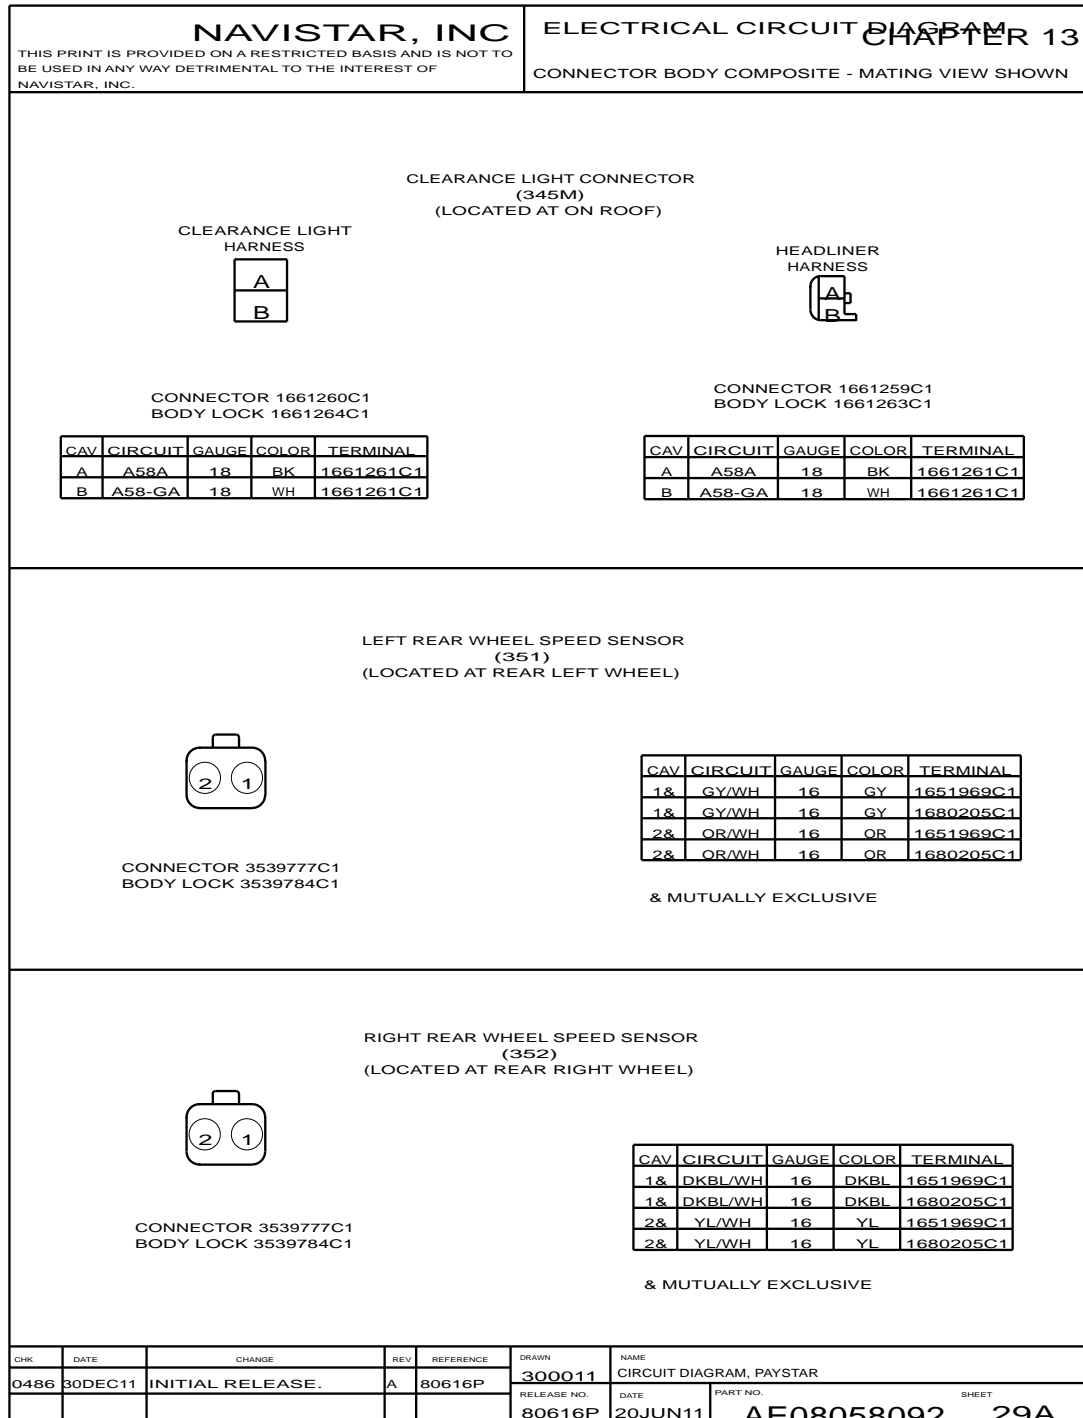 NAVISTAR, INC
THIS PRINT IS PROVIDED ON A RESTRICTED BASIS AND IS NOT TO
BE USED IN ANY WAY DETRIMENTAL TO THE INTEREST OF
NAVISTAR, INC.
ELECTRICAL CIRCUIT DIAGRAM
CHAPTER 13
CONNECTOR BODY COMPOSITE - MATING VIEW SHOWN
CLEARANCE LIGHT CONNECTOR
(345M)
(LOCATED AT ON ROOF)
CLEARANCE LIGHT
HARNESS
A
B
CONNECTOR 1661260C1
BODY LOCK 1661264C1
CAV CIRCUIT GAUGE COLOR TERMINAL
A A58A 18 BK 1661261C1
B A58-GA 18 WH 1661261C1
HEADLINER
HARNESS
A
B
CONNECTOR 1661259C1
BODY LOCK 1661263C1
CAV CIRCUIT GAUGE COLOR TERMINAL
A A58A 18 BK 1661261C1
B A58-GA 18 WH 1661261C1
LEFT REAR WHEEL SPEED SENSOR
(351)
(LOCATED AT REAR LEFT WHEEL)
2 1
CONNECTOR 3539777C1
BODY LOCK 3539784C1
CAV CIRCUIT GAUGE COLOR TERMINAL
1& GY/WH 16 GY 1651969C1
1& GY/WH 16 GY 1680205C1
2& OR/WH 16 OR 1651969C1
2& OR/WH 16 OR 1680205C1
& MUTUALLY EXCLUSIVE
RIGHT REAR WHEEL SPEED SENSOR
(352)
(LOCATED AT REAR RIGHT WHEEL)
2 1
CONNECTOR 3539777C1
BODY LOCK 3539784C1
CAV CIRCUIT GAUGE COLOR TERMINAL
1& DKBL/WH 16 DKBL 1651969C1
1& DKBL/WH 16 DKBL 1680205C1
2& YL/WH 16 YL 1651969C1
2& YL/WH 16 YL 1680205C1
& MUTUALLY EXCLUSIVE
CHK DATE CHANGE REV REFERENCE
0486 30DEC11 INITIAL RELEASE. A 80616P
DRAWN
300011
NAME
CIRCUIT DIAGRAM, PAYSTAR
RELEASE NO.
80616P
DATE
20JUN11
PART NO.
AE08058092
SHEET
29A